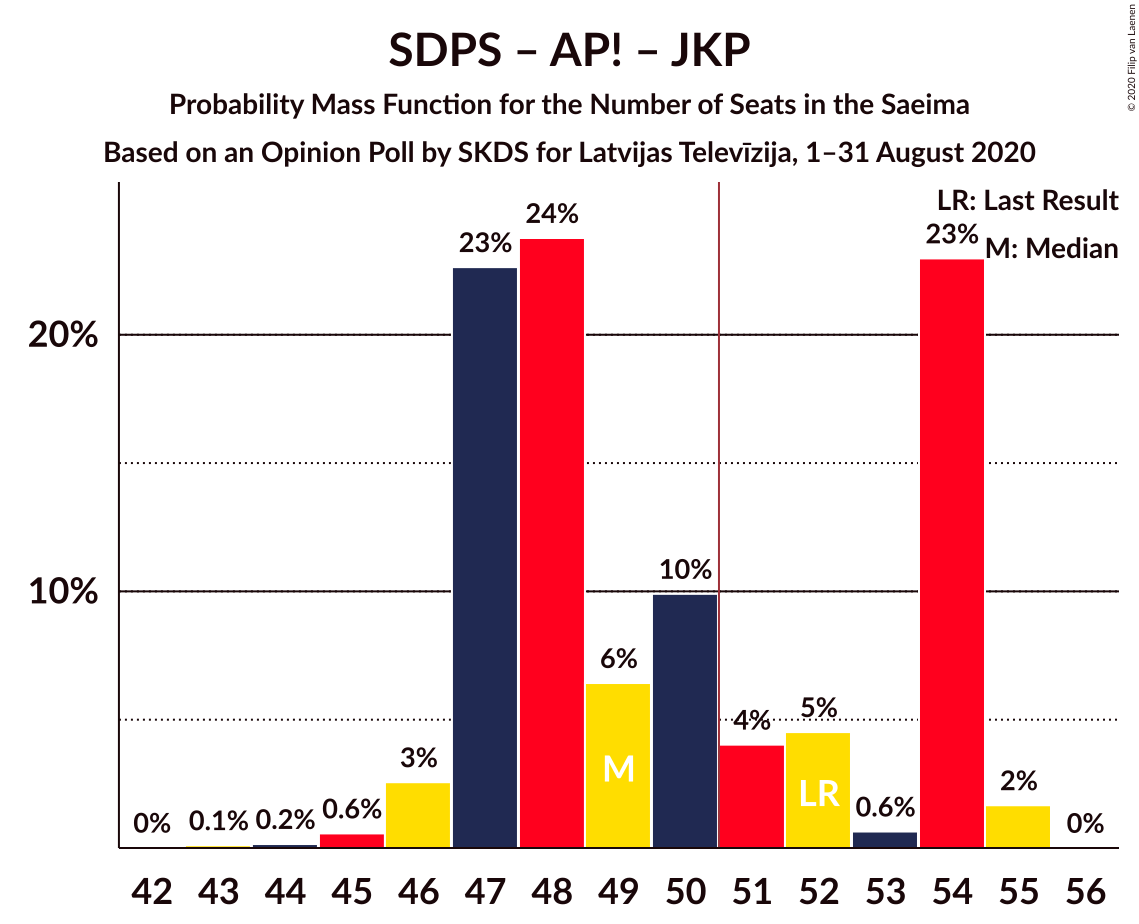 SDPS – AP! – JKP
Probability Mass Function for the Number of Seats in the Saeima
Based on an Opinion Poll by SKDS for Latvijas Televīzija, 1–31 August 2020
© 2020 Filip van Laenen
LR: Last Result
M: Median
20%
10%
0%
0.1%
0.2%
0.6%
3%
23%
24%
6%
10%
4%
5%
0.6%
23%
2%
0%
M
LR
42 43 44 45 46 47 48 49 50 51 52 53 54 55 56